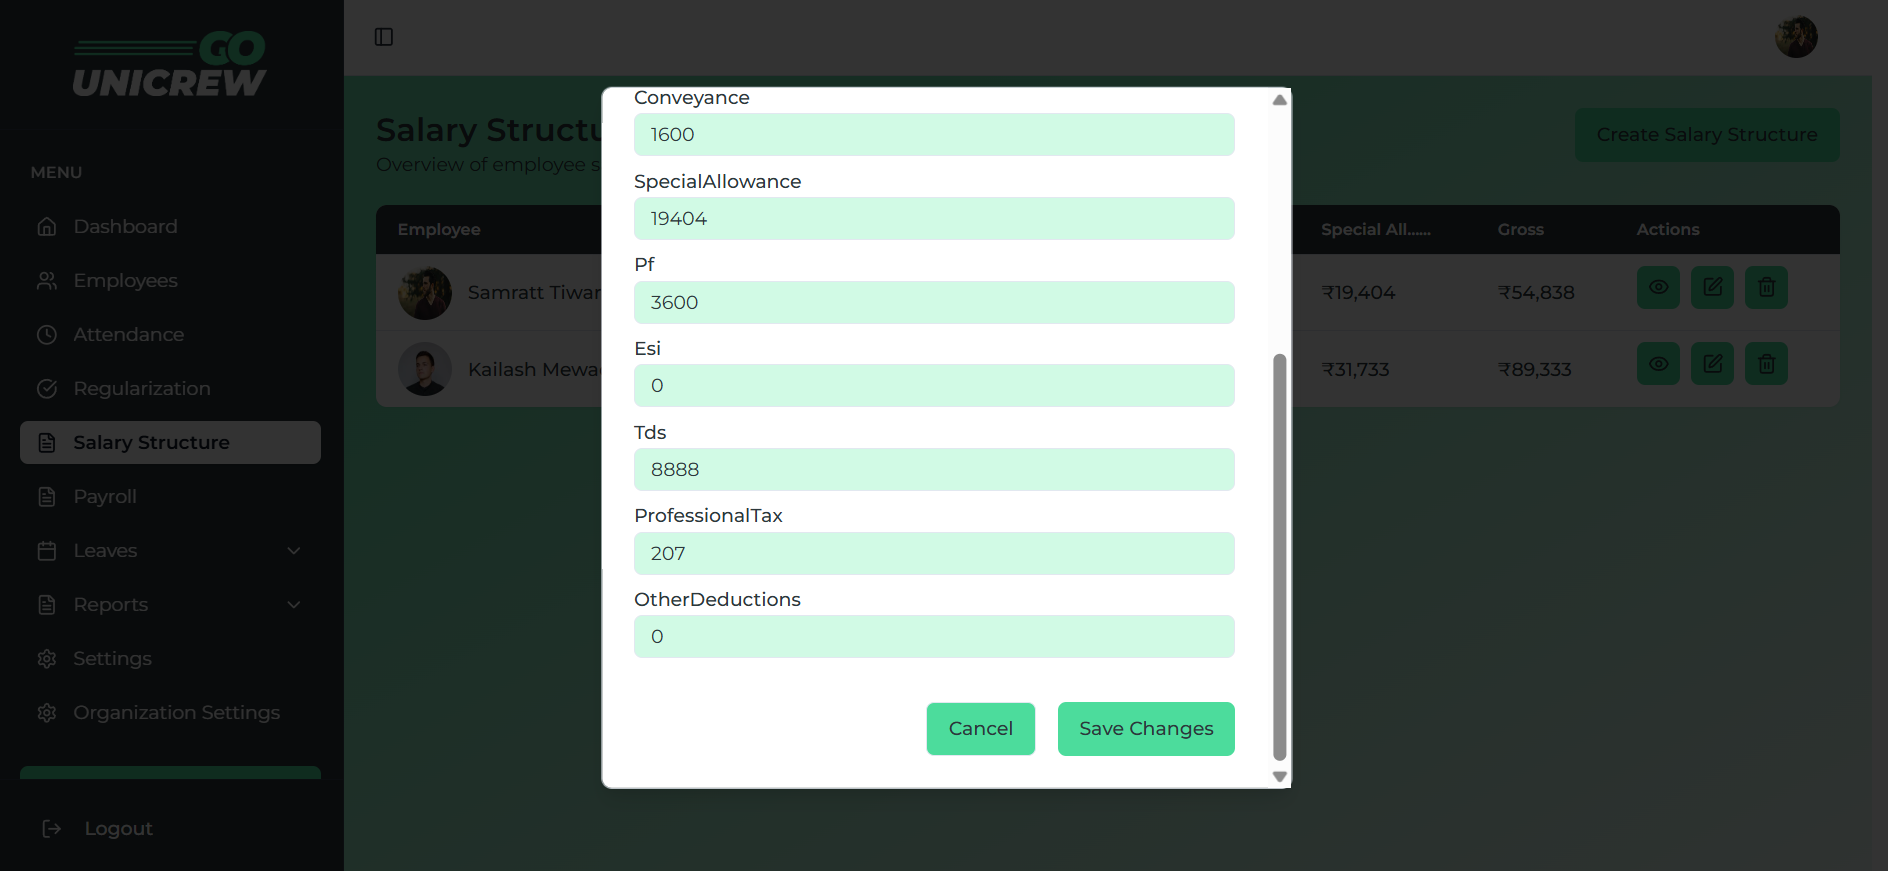 GO
UNICREW
MENU
Dashboard
Employees
Attendance
Regularization
Salary Structure
Payroll
Leaves
Reports
Settings
Organization Settings
Logout
Salary Structu
Overview of employee s
Create Salary Structure
Employee
Special All......
Gross
Actions
Samratt Tiwar
₹19,404
₹54,838
Kailash Mewa
₹31,733
₹89,333
Conveyance
1600
SpecialAllowance
19404
Pf
3600
Esi
0
Tds
8888
ProfessionalTax
207
OtherDeductions
0
Cancel
Save Changes